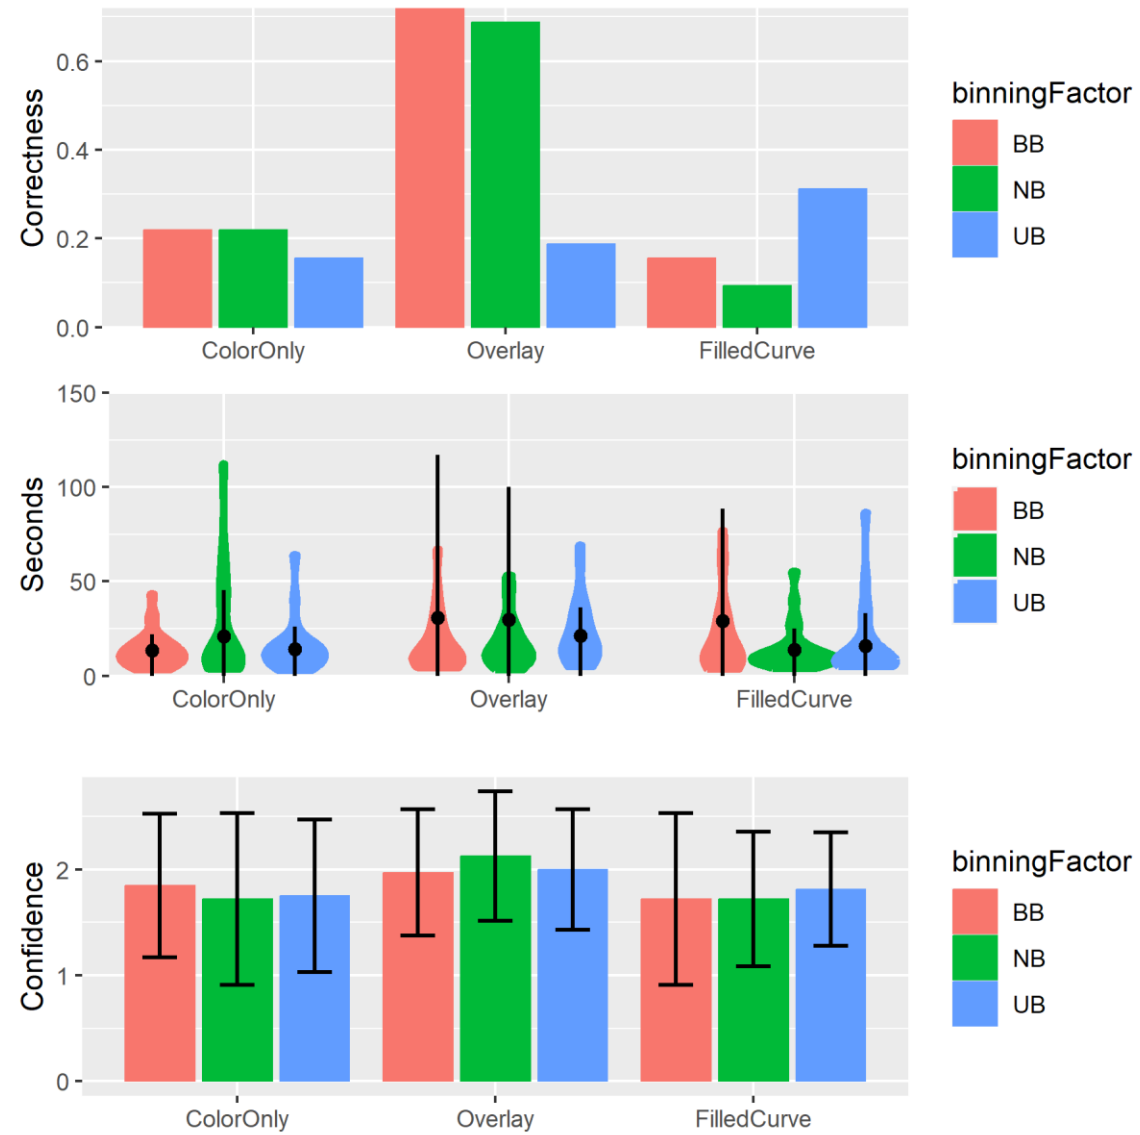 Correctness
0.6
0.4
0.2
0.0
ColorOnly
Overlay
FilledCurve
binningFactor
BB
NB
UB
Seconds
150
100
50
0
ColorOnly
Overlay
FilledCurve
binningFactor
BB
NB
UB
Confidence
2
1
0
ColorOnly
Overlay
FilledCurve
binningFactor
BB
NB
UB